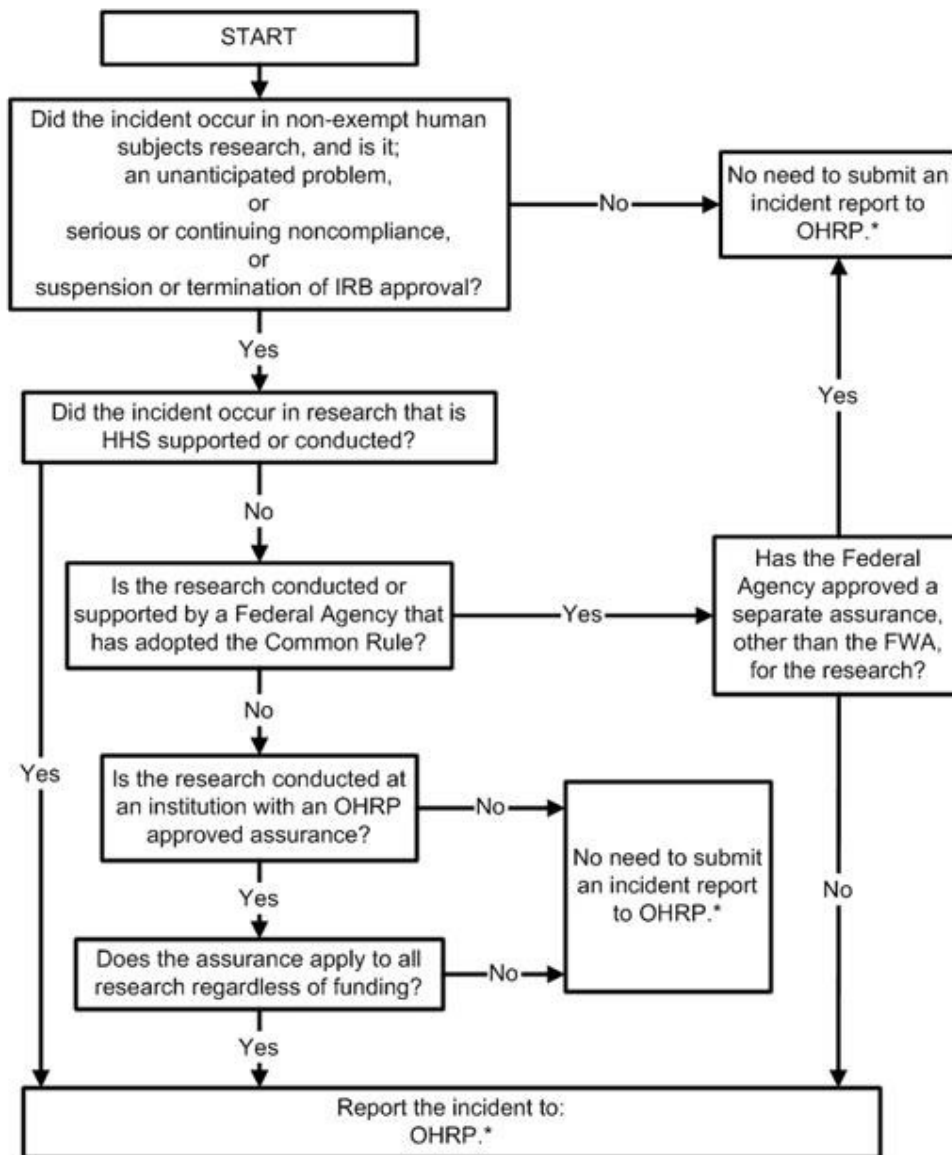 START
Did the incident occur in non-exempt human
subjects research, and is it;
an unanticipated problem,
or
serious or continuing noncompliance,
or
suspension or termination of IRB approval?
No
No need to submit an
incident report to
OHRP.*
Yes
Yes
Did the incident occur in research that is
HHS supported or conducted?
No
Is the research conducted or
supported by a Federal Agency that
has adopted the Common Rule?
Yes
Has the Federal
Agency approved a
separate assurance,
other than the FWA,
for the research?
No
Yes
Is the research conducted at
an institution with an OHRP
approved assurance?
No
No need to submit
an incident report
to OHRP.*
No
Yes
Does the assurance apply to all
research regardless of funding?
No
Yes
Report the incident to:
OHRP.*